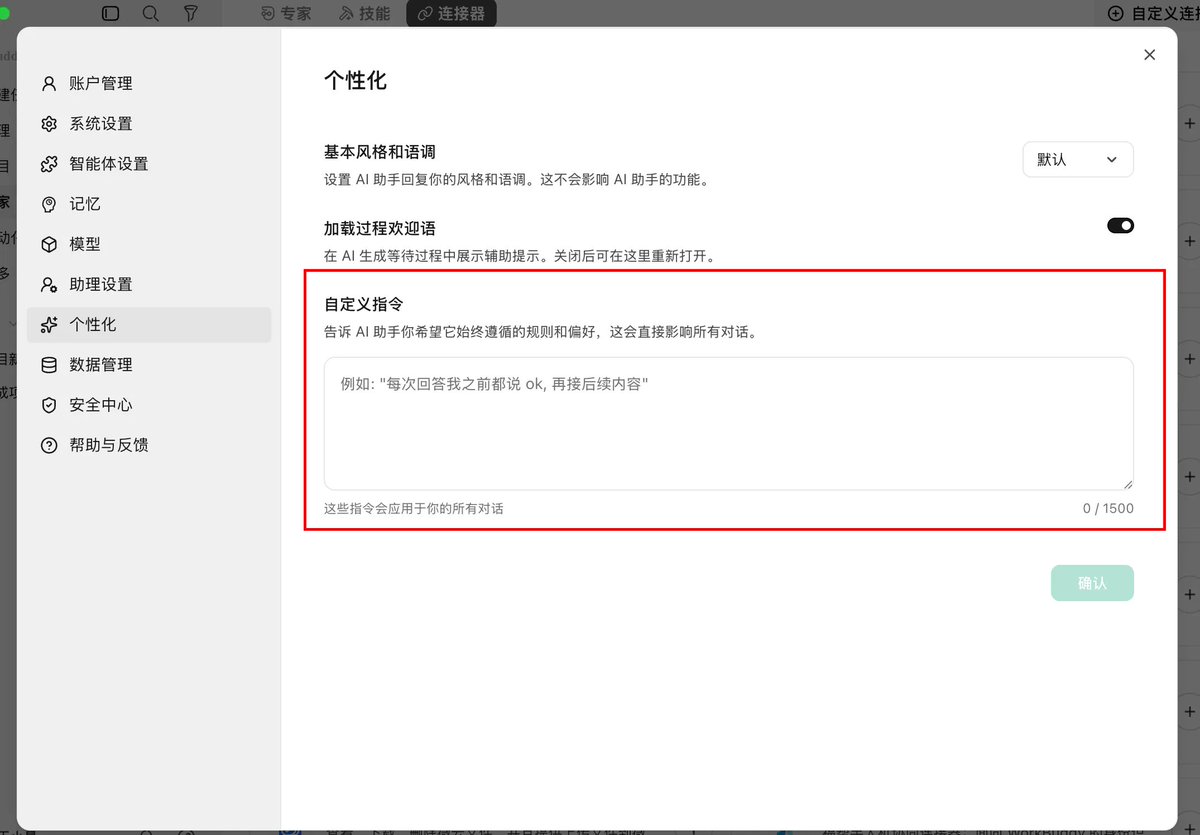 专家
技能
连接器
自定义连接
账户管理
系统设置
智能体设置
记忆
模型
助理设置
个性化
数据管理
安全中心
帮助与反馈
个性化
基本风格和语调
默认
设置 AI 助手回复你的风格和语调。这不会影响 AI 助手的功能。
加载过程欢迎语
在 AI 生成等待过程中展示辅助提示。关闭后可在这里重新打开。
自定义指令
告诉 AI 助手你希望它始终遵循的规则和偏好，这会直接影响所有对话。
例如: "每次回答我之前都说 ok, 再接后续内容"
这些指令会应用于你的所有对话
0 / 1500
确认